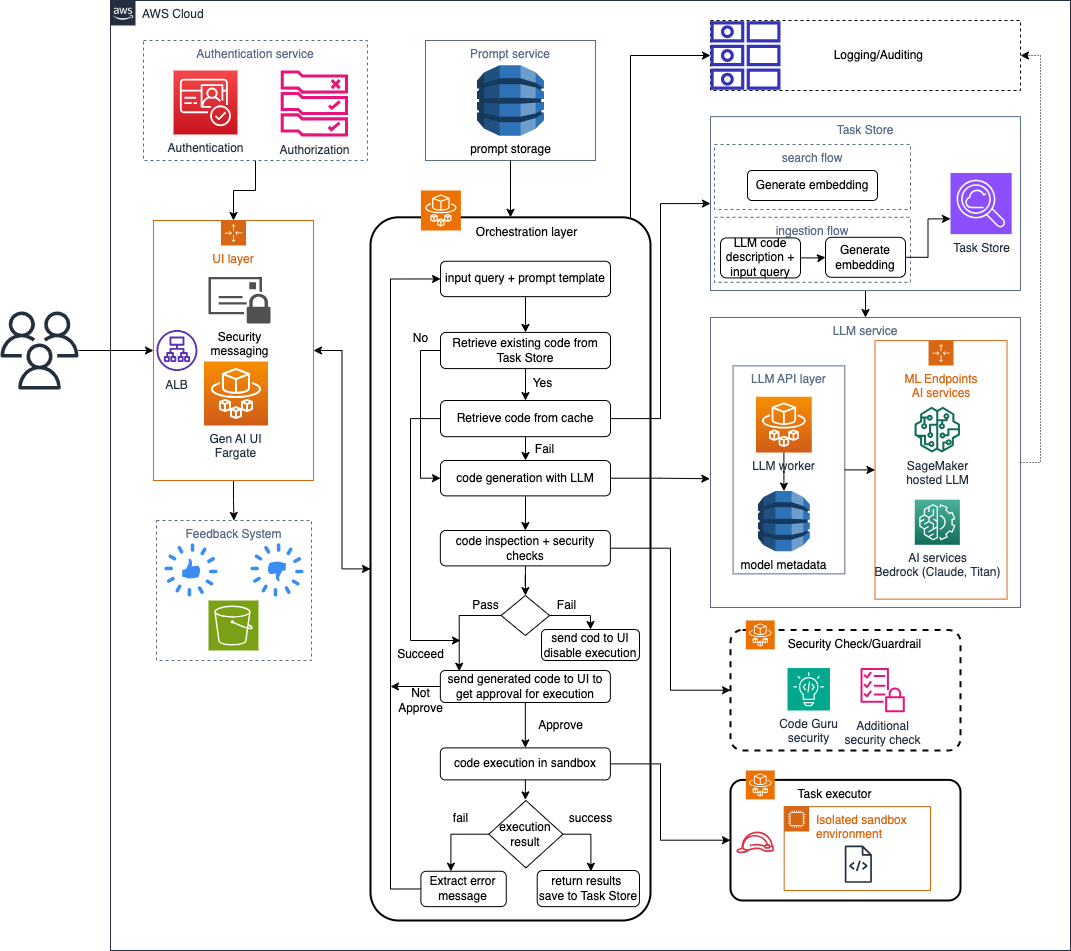 aws
AWS Cloud
Authentication service
Authentication
Authorization
Prompt service
prompt storage
Logging/Auditing
Task Store
search flow
Generate embedding
ingestion flow
LLM code
description +
input query
Generate
embedding
Task Store
UI layer
Security
messaging
ALB
Gen AI UI
Fargate
Feedback System
Orchestration layer
input query + prompt template
No
Retrieve existing code from
Task Store
Yes
Retrieve code from cache
Fail
code generation with LLM
code inspection + security
checks
Pass
Fail
send cod to UI
disable execution
Succeed
send generated code to UI to
get approval for execution
Not
Approve
Approve
code execution in sandbox
fail
execution
result
success
Extract error
message
return results
save to Task Store
LLM service
LLM API layer
LLM worker
model metadata
ML Endpoints
AI services
SageMaker
hosted LLM
AI services
Bedrock (Claude, Titan)
Security Check/Guardrail
Code Guru
security
Additional
security check
Task executor
Isolated sandbox
environment